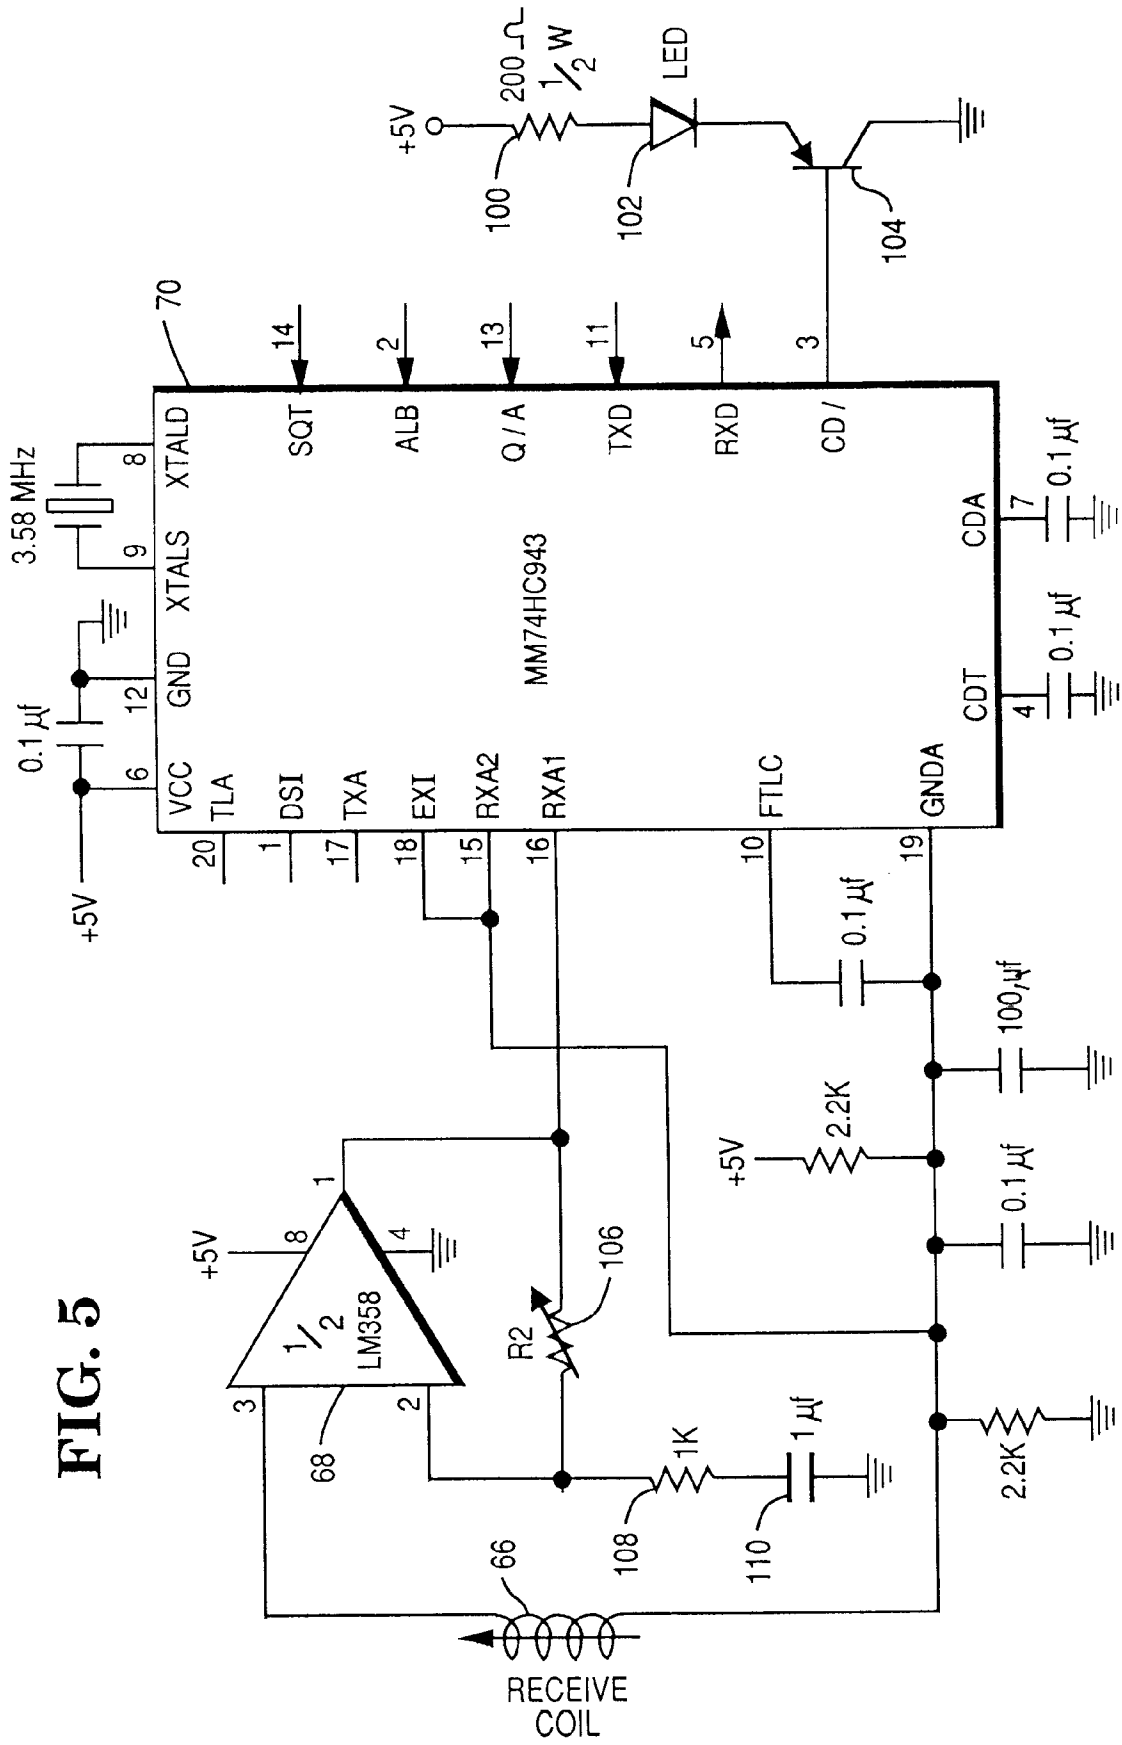 FIG. 5
+5V
0.1 µf
3.58 MHz
6
12
9
8
70
VCC
GND
XTALS
XTALD
20
TLA
1
DSI
17
TXA
18
EXI
15
RXA2
16
RXA1
10
FTLC
19
GNDA
MM74HC943
SQT
14
ALB
2
Q/A
13
TXD
11
RXD
5
CD/
3
CDT
4
0.1 µf
CDA
7
0.1 µf
+5V
200 Ω
1/2 W
100
LED
102
104
+5V
8
1
4
3
2
1/2
LM358
68
R2
106
66
RECEIVE
COIL
108
1K
110
1 µf
2.2K
0.1 µf
+5V
2.2K
100 µf
0.1 µf